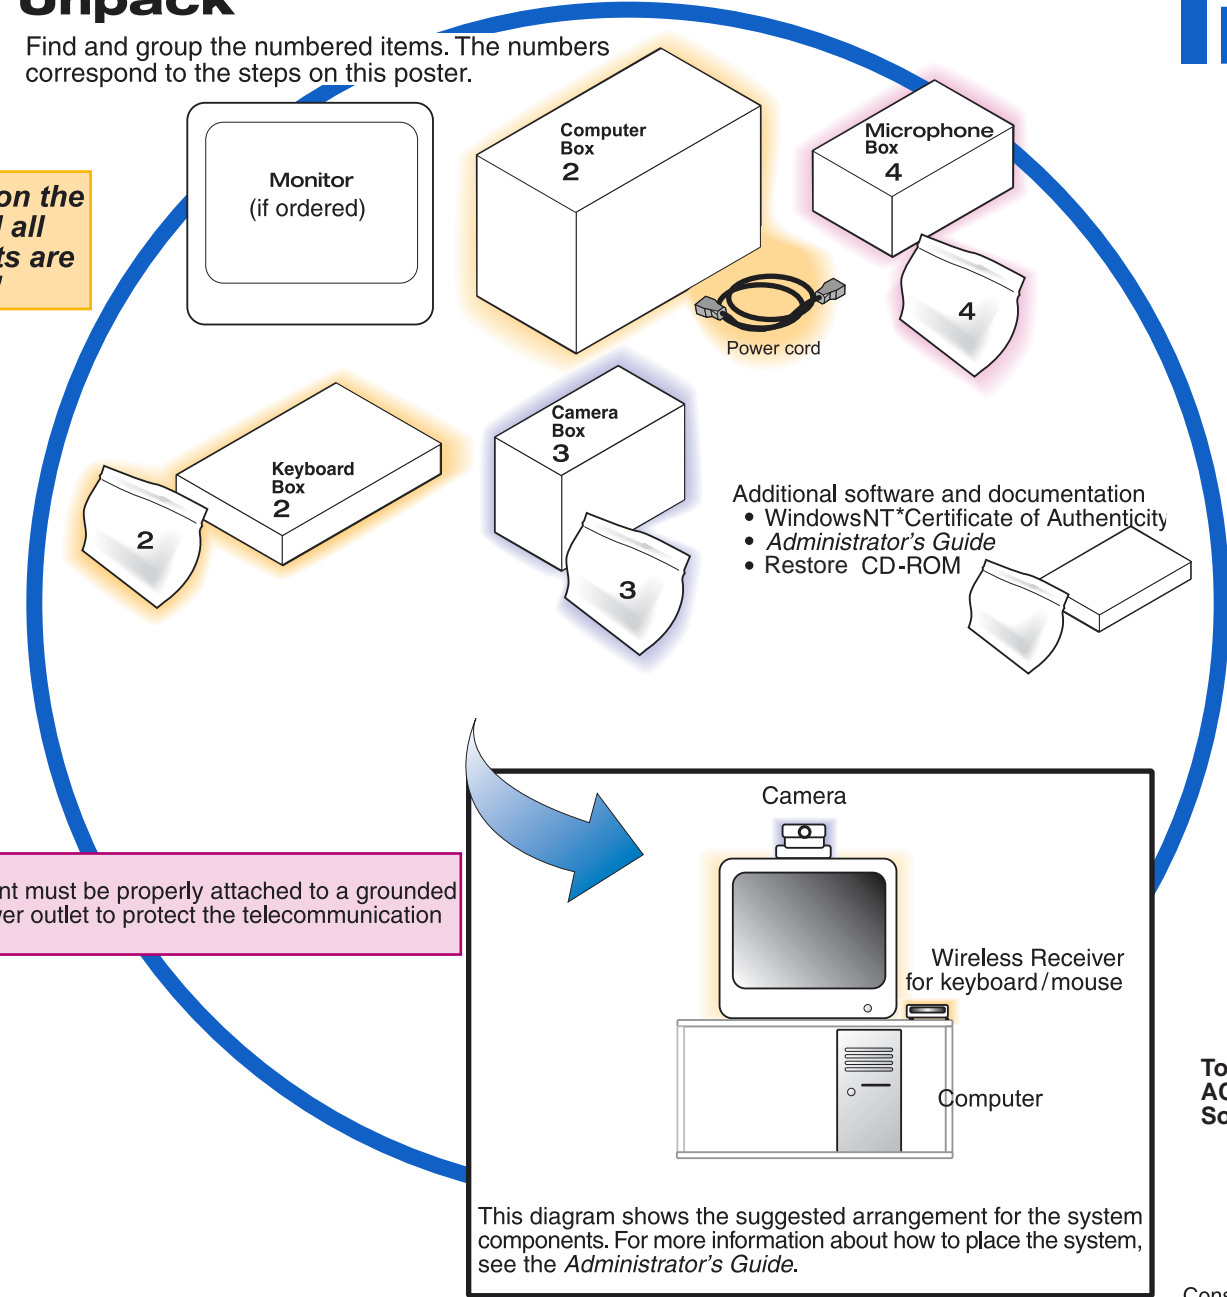 Unpack
Find and group the numbered items. The numbers
correspond to the steps on this poster.
Monitor
(if ordered)
Computer
Box
2
Microphone
Box
4
on the
all
ts are
4
Power cord
Camera
Box
3
Keyboard
Box
2
2
3
Additional software and documentation
• WindowsNT*Certificate of Authenticity
• Administrator's Guide
• Restore CD-ROM
Camera
nt must be properly attached to a grounded
er outlet to protect the telecommunication
Wireless Receiver
for keyboard/mouse
Computer
To
AC
So
This diagram shows the suggested arrangement for the system
components. For more information about how to place the system,
see the Administrator's Guide.
Cons